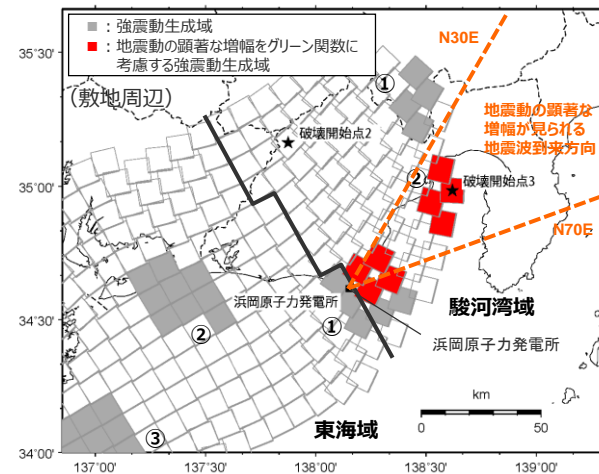 ■：強震動生成域
■：地震動の顕著な増幅をグリーン関数に
考慮する強震動生成域
（敷地周辺）
N30E
地震動の顕著な
増幅が見られる
地震波到来方向
N70E
①
破壊開始点2
②
破壊開始点3
浜岡原子力発電所
①
駿河湾域
浜岡原子力発電所
②
③
東海域
km
0
50
35°30'
35°00'
34°30'
34°00'
137°00'
137°30'
138°00'
138°30'
139°00'